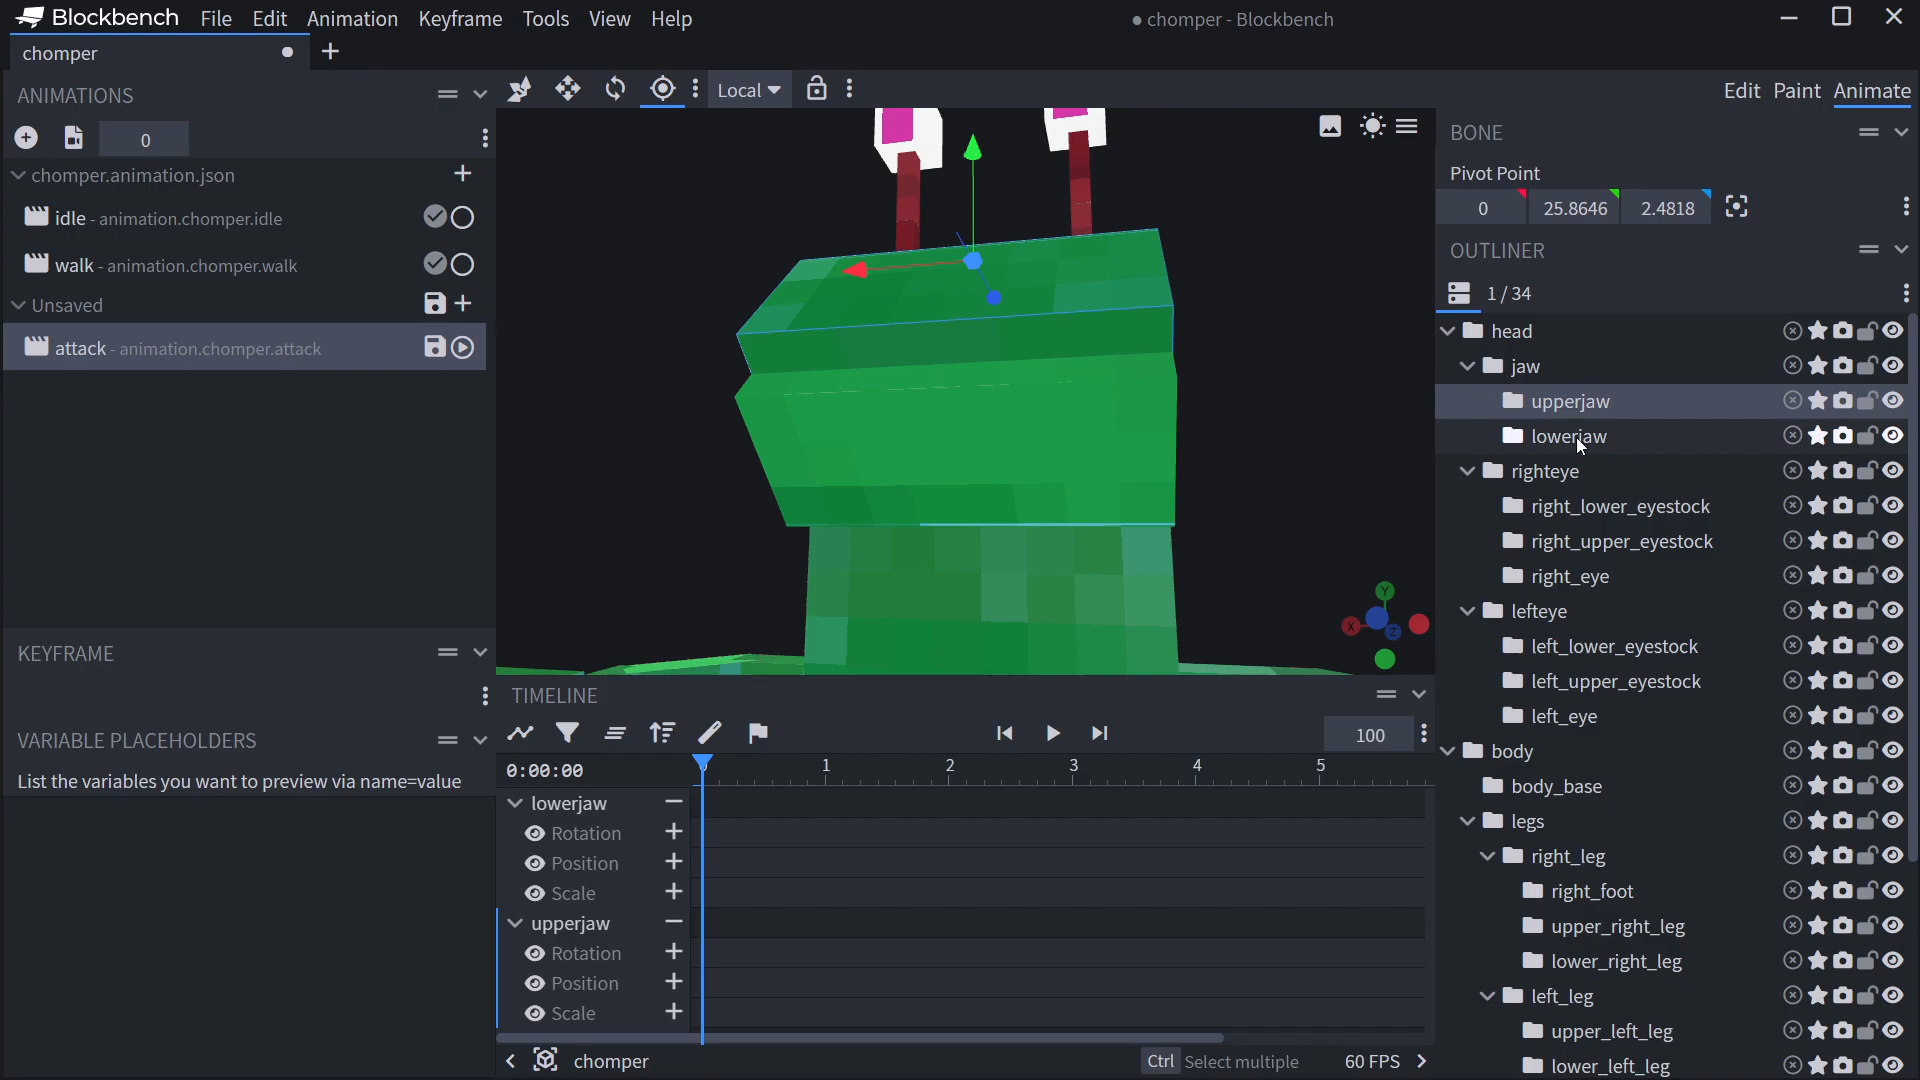 Blockbench File Edit Animation Keyframe Tools View Help
● chomper - Blockbench
chomper
Local
Edit Paint Animate
ANIMATIONS
0
chomper.animation.json
idle - animation.chomper.idle
walk - animation.chomper.walk
Unsaved
attack - animation.chomper.attack
KEYFRAME
VARIABLE PLACEHOLDERS
List the variables you want to preview via name=value
Y
X
Z
TIMELINE
100
0:00:00
0 1 2 3 4 5
lowerjaw
Rotation
Position
Scale
upperjaw
Rotation
Position
Scale
chomper
Ctrl Select multiple
60 FPS
BONE
Pivot Point
0 25.8646 2.4818
OUTLINER
1 / 34
head
jaw
upperjaw
lowerjaw
righteye
right_lower_eyestock
right_upper_eyestock
right_eye
lefteye
left_lower_eyestock
left_upper_eyestock
left_eye
body
body_base
legs
right_leg
right_foot
upper_right_leg
lower_right_leg
left_leg
upper_left_leg
lower_left_leg